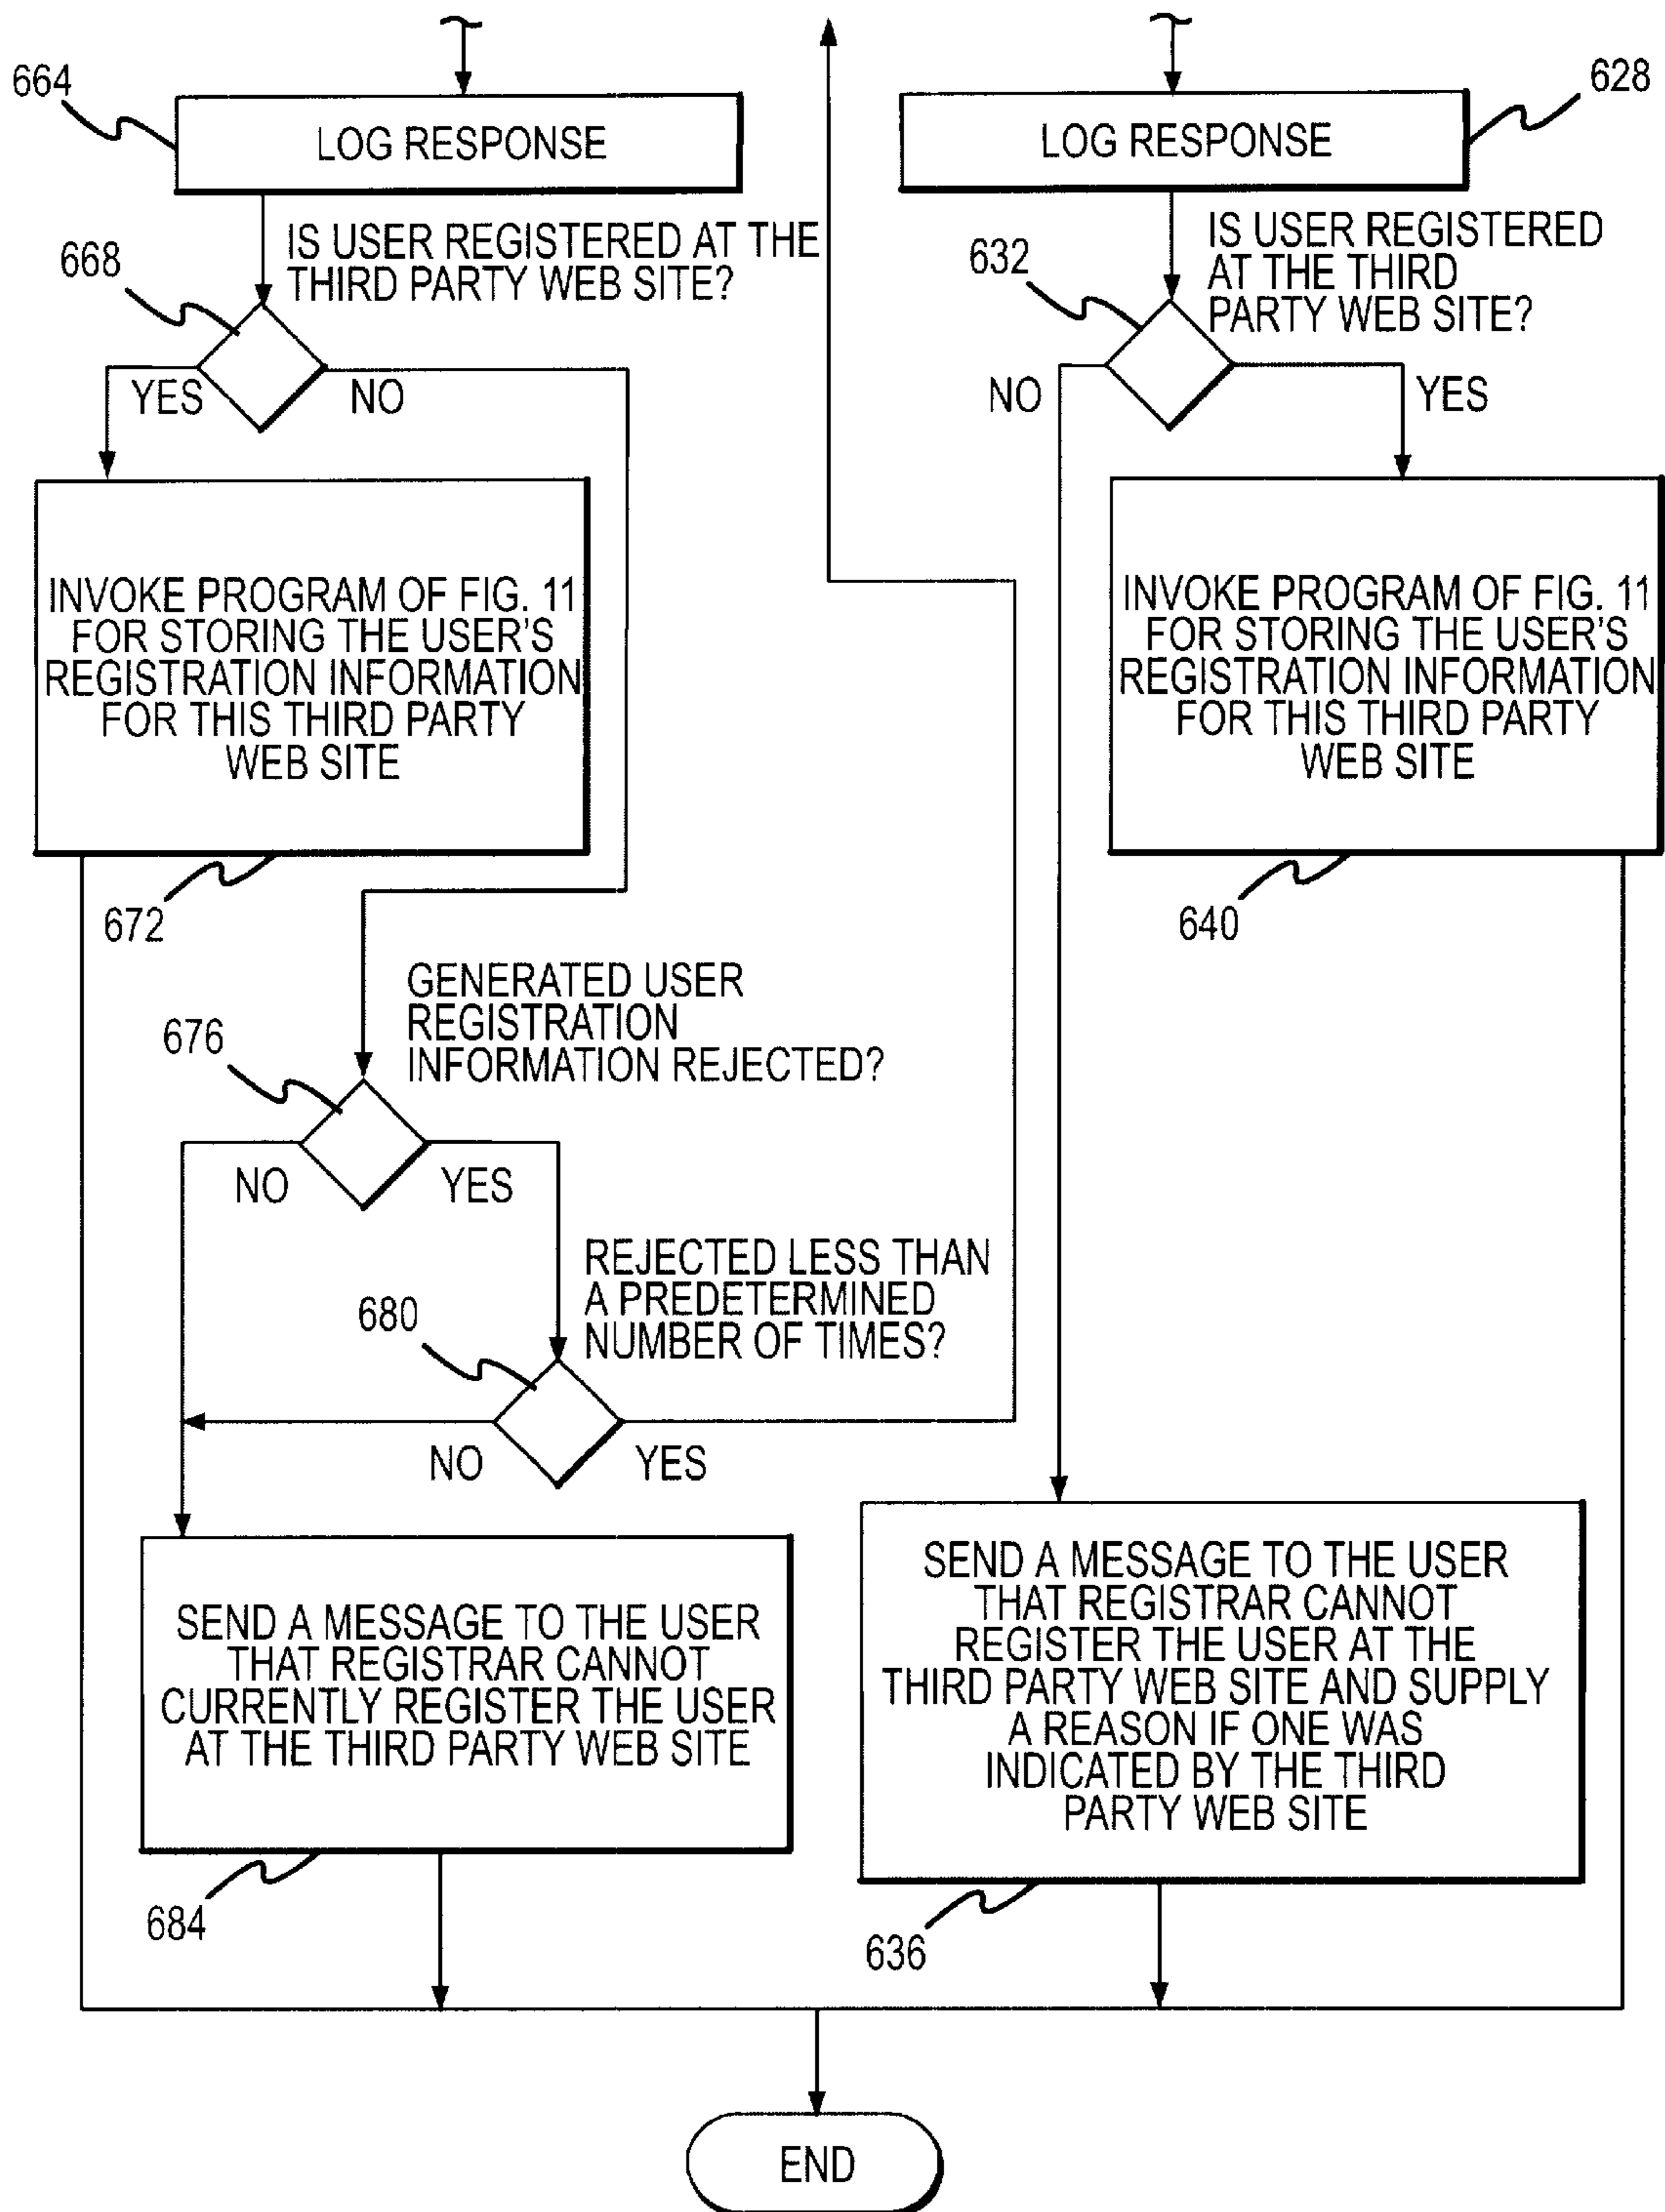 664
LOG RESPONSE
628
LOG RESPONSE
668
IS USER REGISTERED AT THE
THIRD PARTY WEB SITE?
YES
NO
632
IS USER REGISTERED
AT THE THIRD
PARTY WEB SITE?
NO
YES
INVOKE PROGRAM OF FIG. 11
FOR STORING THE USER'S
REGISTRATION INFORMATION
FOR THIS THIRD PARTY
WEB SITE
672
INVOKE PROGRAM OF FIG. 11
FOR STORING THE USER'S
REGISTRATION INFORMATION
FOR THIS THIRD PARTY
WEB SITE
640
676
GENERATED USER
REGISTRATION
INFORMATION REJECTED?
NO
YES
680
REJECTED LESS THAN
A PREDETERMINED
NUMBER OF TIMES?
NO
YES
SEND A MESSAGE TO THE USER
THAT REGISTRAR CANNOT
CURRENTLY REGISTER THE USER
AT THE THIRD PARTY WEB SITE
684
SEND A MESSAGE TO THE USER
THAT REGISTRAR CANNOT
REGISTER THE USER AT THE
THIRD PARTY WEB SITE AND SUPPLY
A REASON IF ONE WAS
INDICATED BY THE THIRD
PARTY WEB SITE
636
END